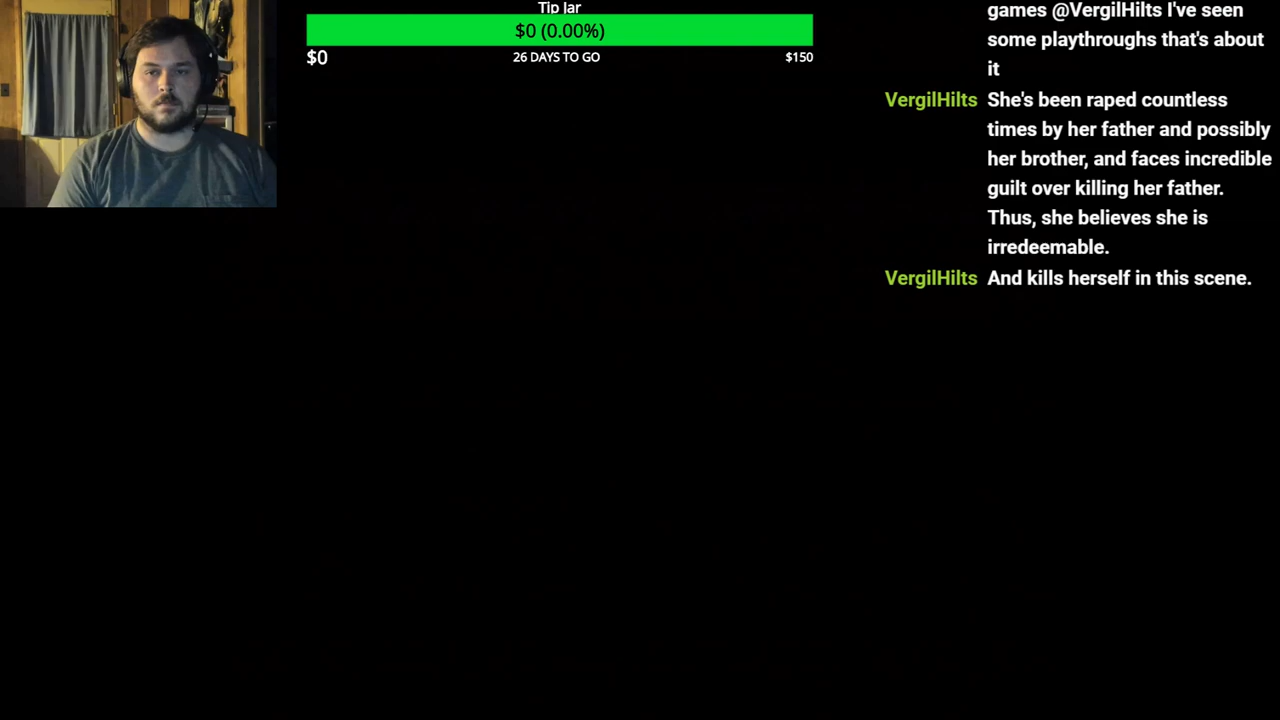 Tip Jar
$0 (0.00%)
$0 26 DAYS TO GO $150
games @VergilHilts I've seen
some playthroughs that's about
it
VergilHilts She's been raped countless
times by her father and possibly
her brother, and faces incredible
guilt over killing her father.
Thus, she believes she is
irredeemable.
VergilHilts And kills herself in this scene.